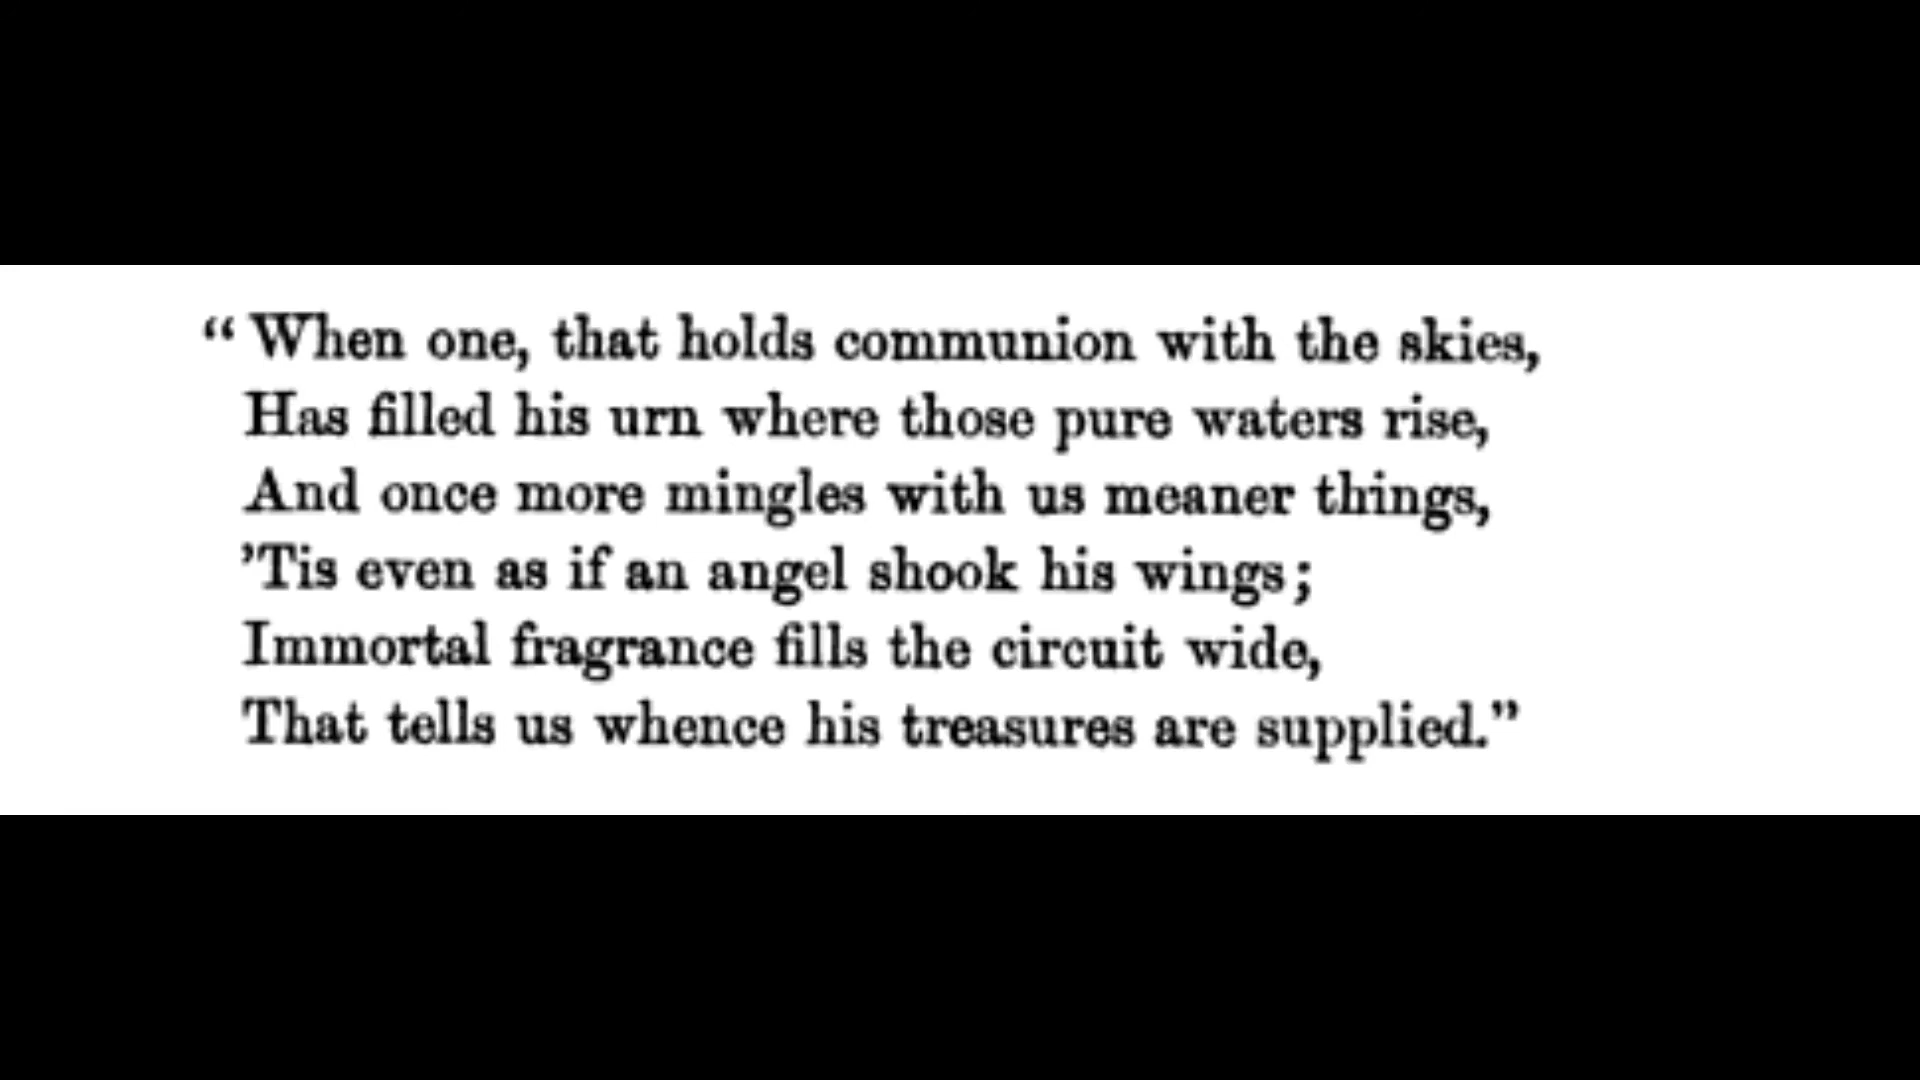 “ When one, that holds communion with the skies,
Has filled his urn where those pure waters rise,
And once more mingles with us meaner things,
’Tis even as if an angel shook his wings ;
Immortal fragrance fills the circuit wide,
That tells us whence his treasures are supplied.”